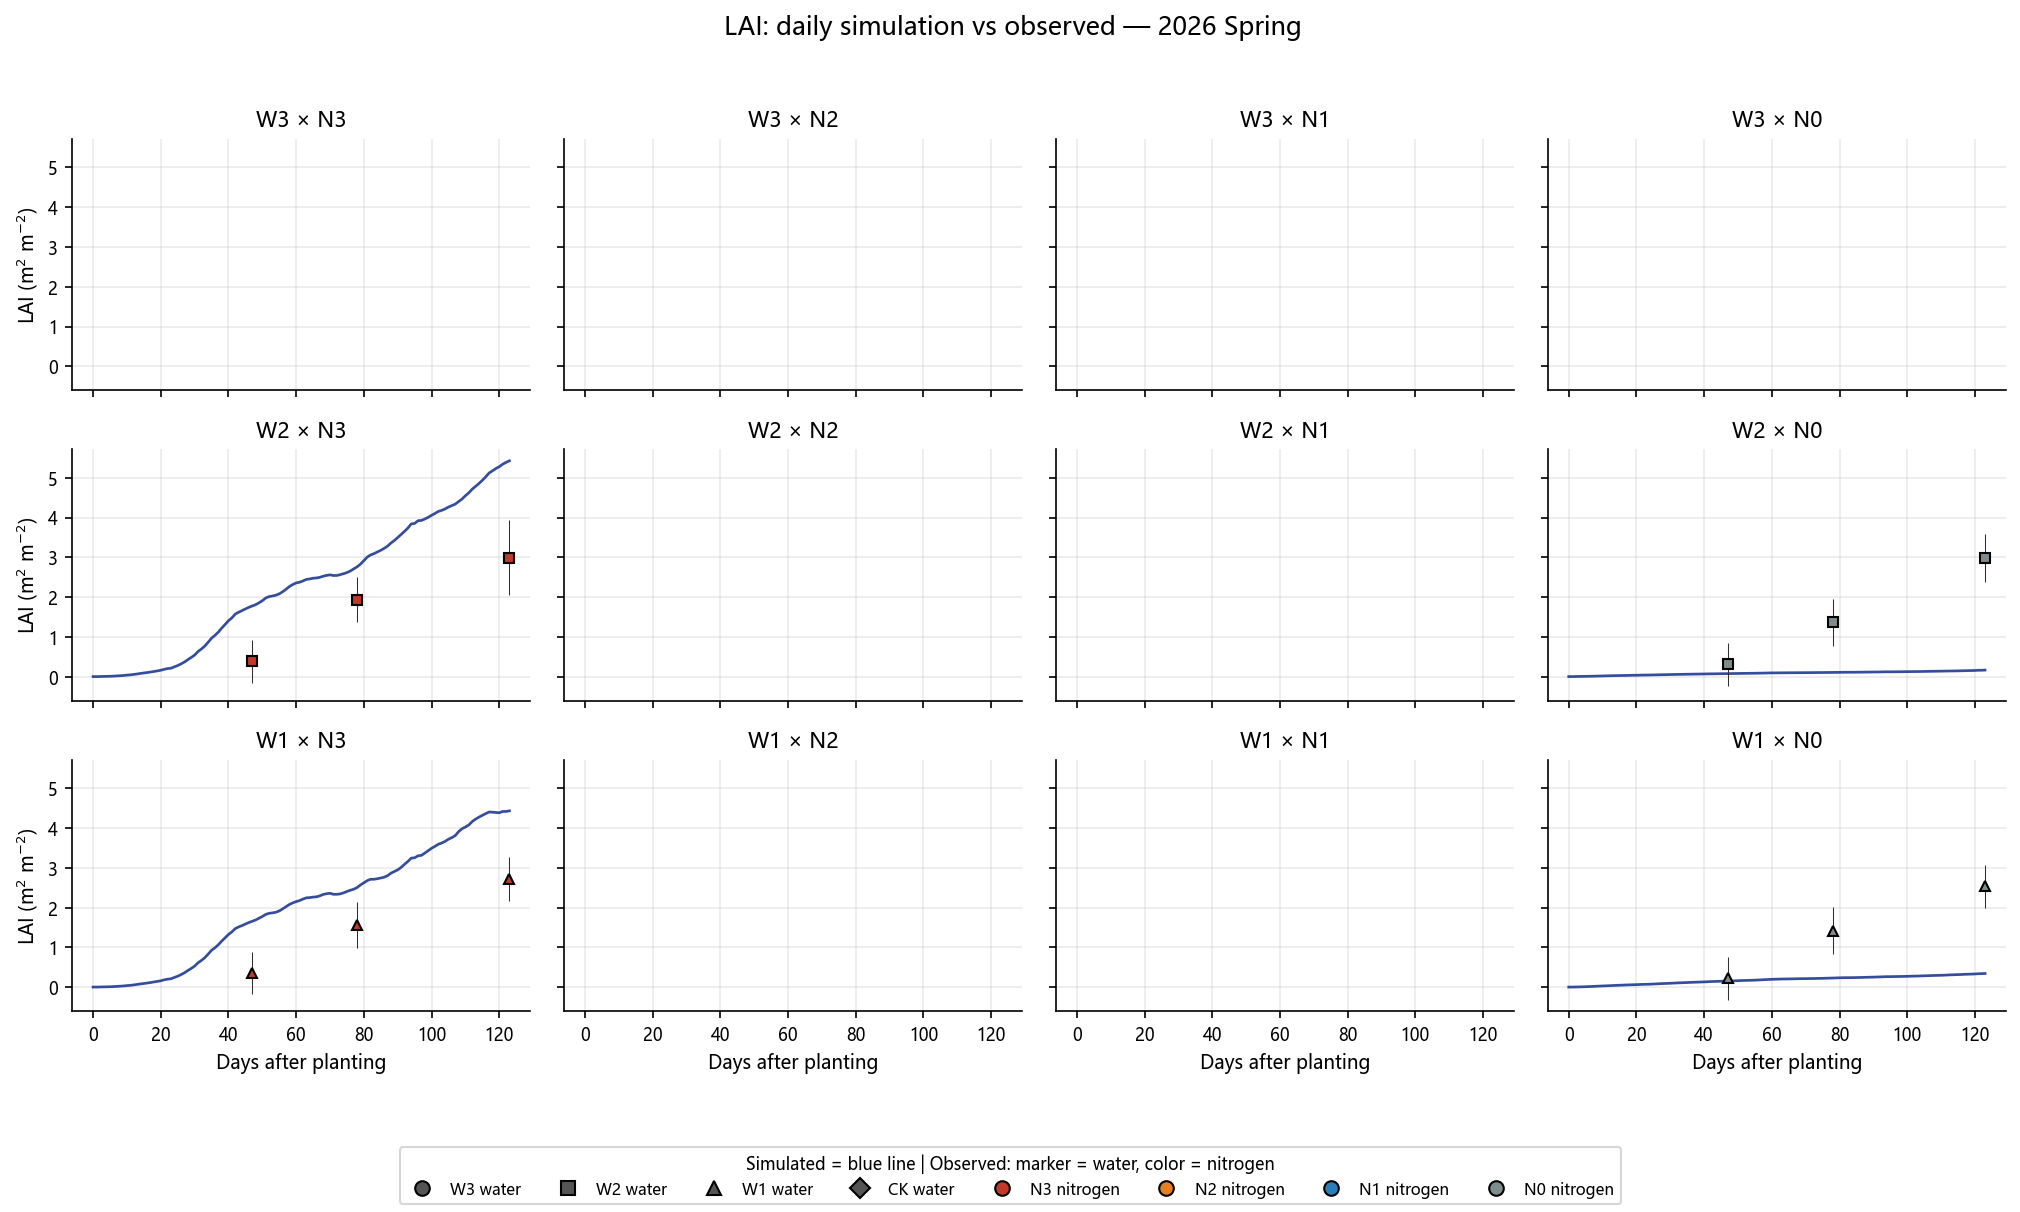 LAI: daily simulation vs observed — 2026 Spring
W3 × N3
W3 × N2
W3 × N1
W3 × N0
LAI (m² m⁻²)
5
4
3
2
1
0
W2 × N3
W2 × N2
W2 × N1
W2 × N0
LAI (m² m⁻²)
5
4
3
2
1
0
W1 × N3
W1 × N2
W1 × N1
W1 × N0
LAI (m² m⁻²)
5
4
3
2
1
0
0 20 40 60 80 100 120
0 20 40 60 80 100 120
0 20 40 60 80 100 120
0 20 40 60 80 100 120
Days after planting
Days after planting
Days after planting
Days after planting
Simulated = blue line | Observed: marker = water, color = nitrogen
W3 water W2 water W1 water CK water N3 nitrogen N2 nitrogen N1 nitrogen N0 nitrogen